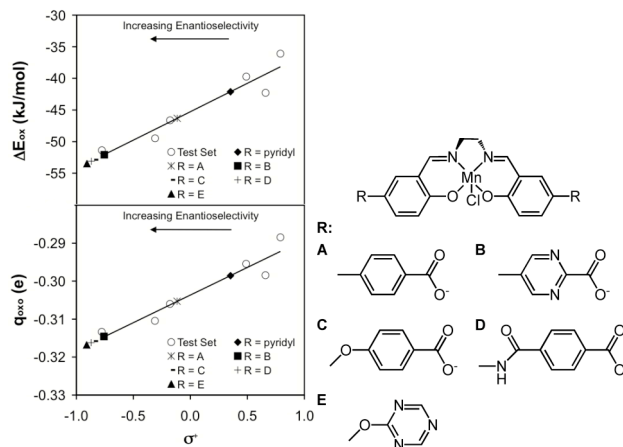 -30
Increasing Enantioselectivity
-35
-40
-45
-50
-55
ΔEox (kJ/mol)
Test Set
R = pyridyl
R = A
R = B
R = C
R = D
R = E
Increasing Enantioselectivity
-0.29
-0.30
-0.31
-0.32
-0.33
qoxo (e)
Test Set
R = pyridyl
R = A
R = B
R = C
R = D
R = E
-1.0 -0.5 0.0 0.5 1.0
σ+
N N
Mn
R O O R
Cl
R:
A
O
O-
B
N
N
O
O-
C
O
O
O-
D
O
N
H
O
O
E
O
N
N
N